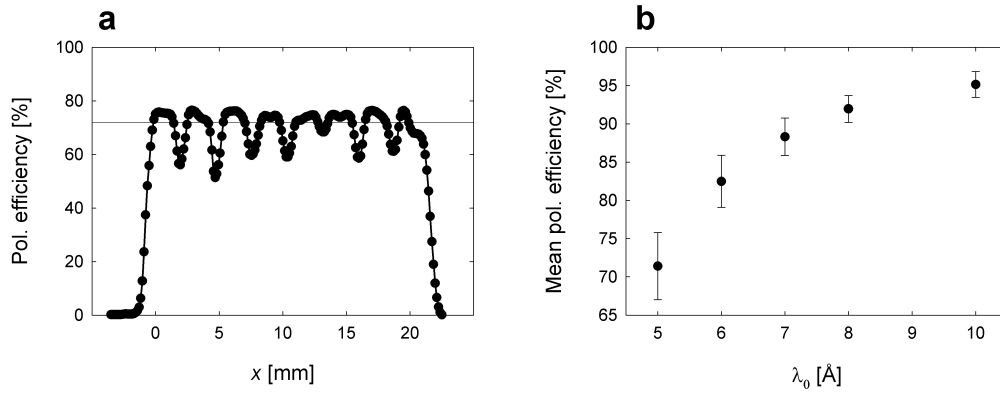 a
100
80
60
40
20
0
0 5 10 15 20
Pol. efficiency [%]
x [mm]
b
100
95
90
85
80
75
70
65
5 6 7 8 9 10
Mean pol. efficiency [%]
λ₀ [Å]